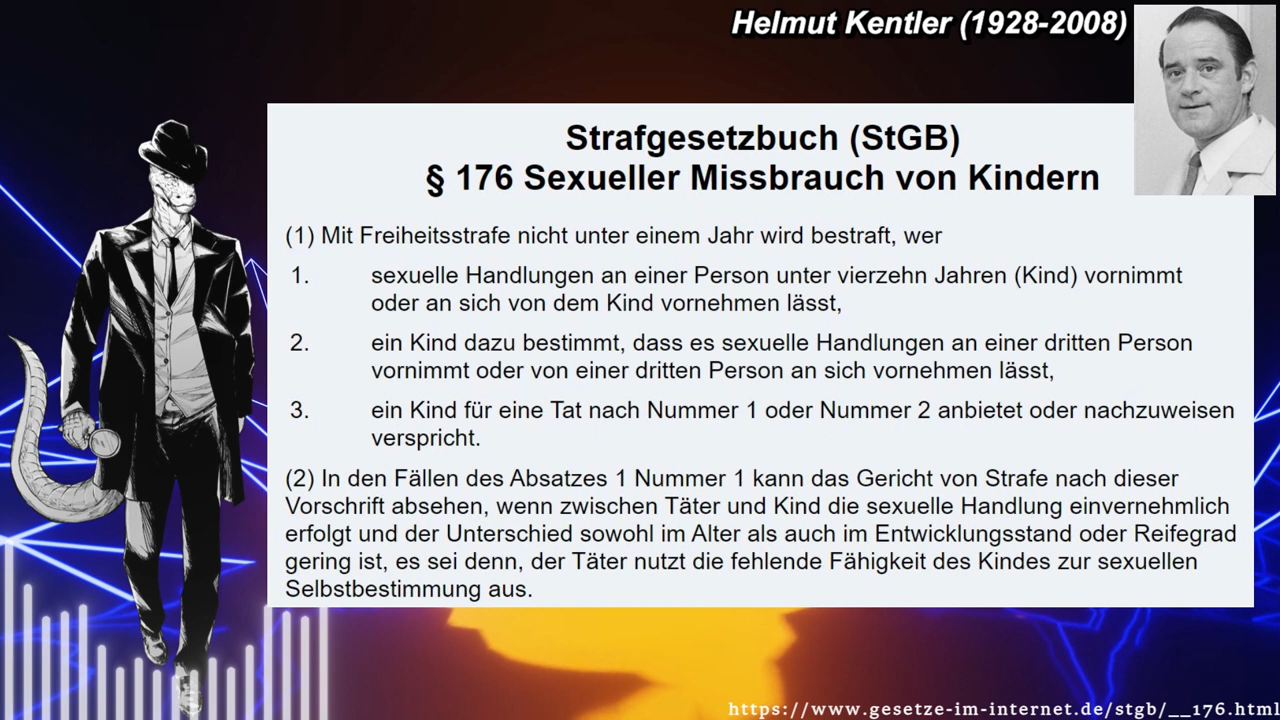 Helmut Kentler (1928-2008)
Strafgesetzbuch (StGB)
§ 176 Sexueller Missbrauch von Kindern
(1) Mit Freiheitsstrafe nicht unter einem Jahr wird bestraft, wer
1. sexuelle Handlungen an einer Person unter vierzehn Jahren (Kind) vornimmt
oder an sich von dem Kind vornehmen lässt,
2. ein Kind dazu bestimmt, dass es sexuelle Handlungen an einer dritten Person
vornimmt oder von einer dritten Person an sich vornehmen lässt,
3. ein Kind für eine Tat nach Nummer 1 oder Nummer 2 anbietet oder nachzuweisen
verspricht.
(2) In den Fällen des Absatzes 1 Nummer 1 kann das Gericht von Strafe nach dieser
Vorschrift absehen, wenn zwischen Täter und Kind die sexuelle Handlung einvernehmlich
erfolgt und der Unterschied sowohl im Alter als auch im Entwicklungsstand oder Reifegrad
gering ist, es sei denn, der Täter nutzt die fehlende Fähigkeit des Kindes zur sexuellen
Selbstbestimmung aus.
https://www.gesetze-im-internet.de/stgb/__176.html